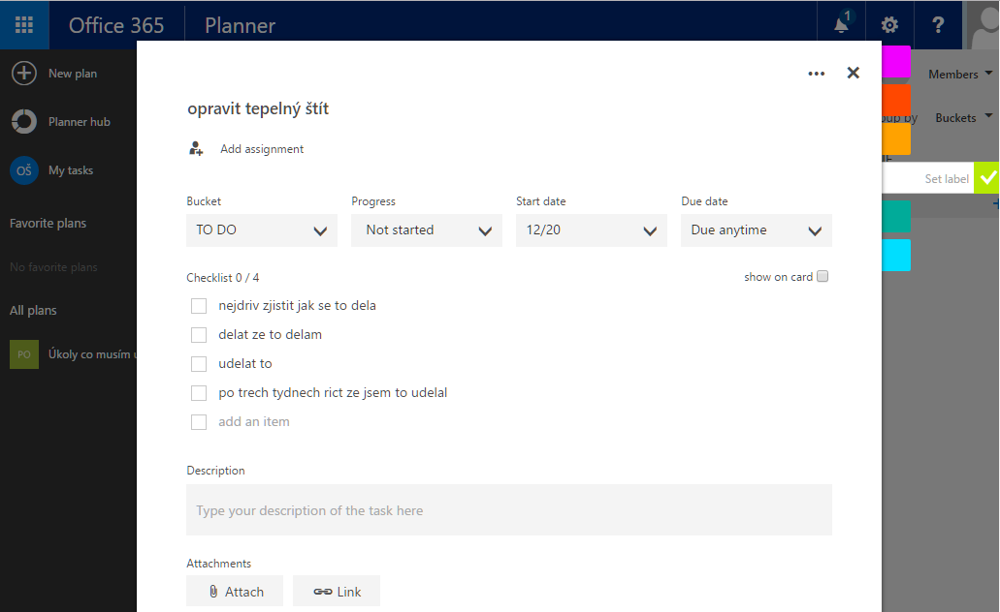 Office 365 Planner 1 ?
New plan
Planner hub
OŠ My tasks
Favorite plans
No favorite plans
All plans
PO Úkoly co musím
opravit tepelný štít
Add assignment
Bucket Progress Start date Due date
TO DO Not started 12/20 Due anytime
Checklist 0 / 4 show on card
nejdriv zjistit jak se to dela
delat ze to delam
udelat to
po trech tydnech rict ze jsem to udelal
add an item
Description
Type your description of the task here
Attachments
Attach Link
Members
by Buckets
Set label